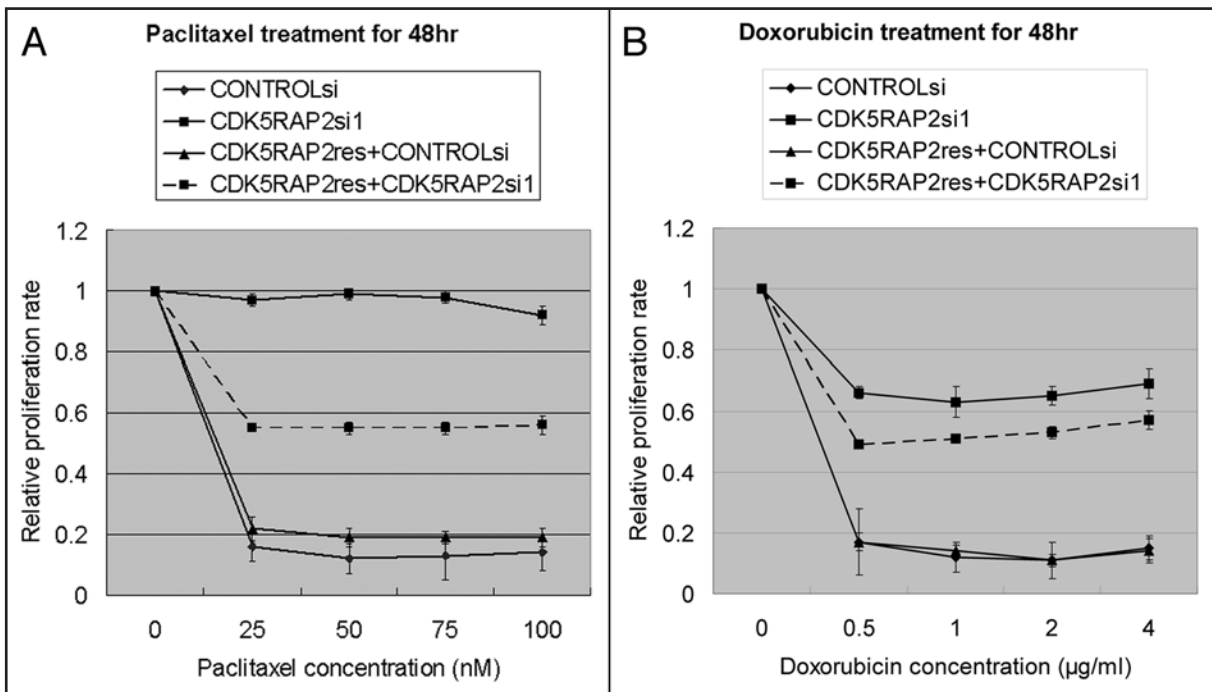 A
Paclitaxel treatment for 48hr
CONTROLsi
CDK5RAP2si1
CDK5RAP2res+CONTROLsi
CDK5RAP2res+CDK5RAP2si1
1.2
1
0.8
0.6
0.4
0.2
0
Relative proliferation rate
0 25 50 75 100
Paclitaxel concentration (nM)
B
Doxorubicin treatment for 48hr
CONTROLsi
CDK5RAP2si1
CDK5RAP2res+CONTROLsi
CDK5RAP2res+CDK5RAP2si1
1.2
1
0.8
0.6
0.4
0.2
0
Relative proliferation rate
0 0.5 1 2 4
Doxorubicin concentration (µg/ml)